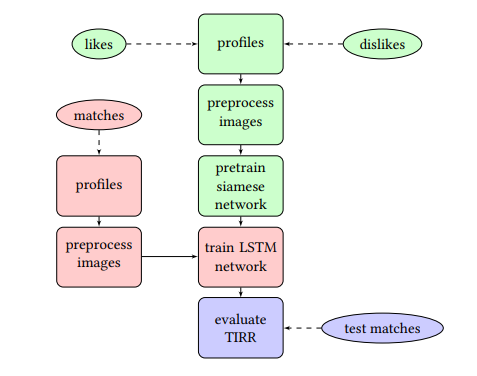 likes
profiles
dislikes
matches
preprocess
images
profiles
pretrain
siamese
network
preprocess
images
train LSTM
network
evaluate
TIRR
test matches